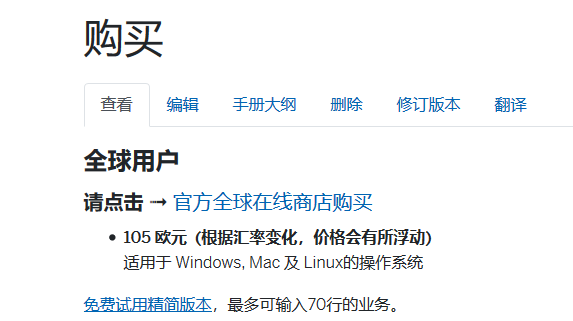 购买
查看 编辑 手册大纲 删除 修订版本 翻译
全球用户
请点击 → 官方全球在线商店购买
• 105 欧元（根据汇率变化，价格会有所浮动）
适用于 Windows, Mac 及 Linux的操作系统
免费试用精简版本，最多可输入70行的业务。